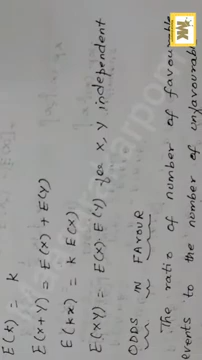 E(k) = k
E(x+y) = E(x) + E(y)
E(kx) = k E(x)
E(xy) = E(x).E(y) for x, y independent
ODDS IN FAVOUR
The ratio of number of favourable
events to the number of unfavourable